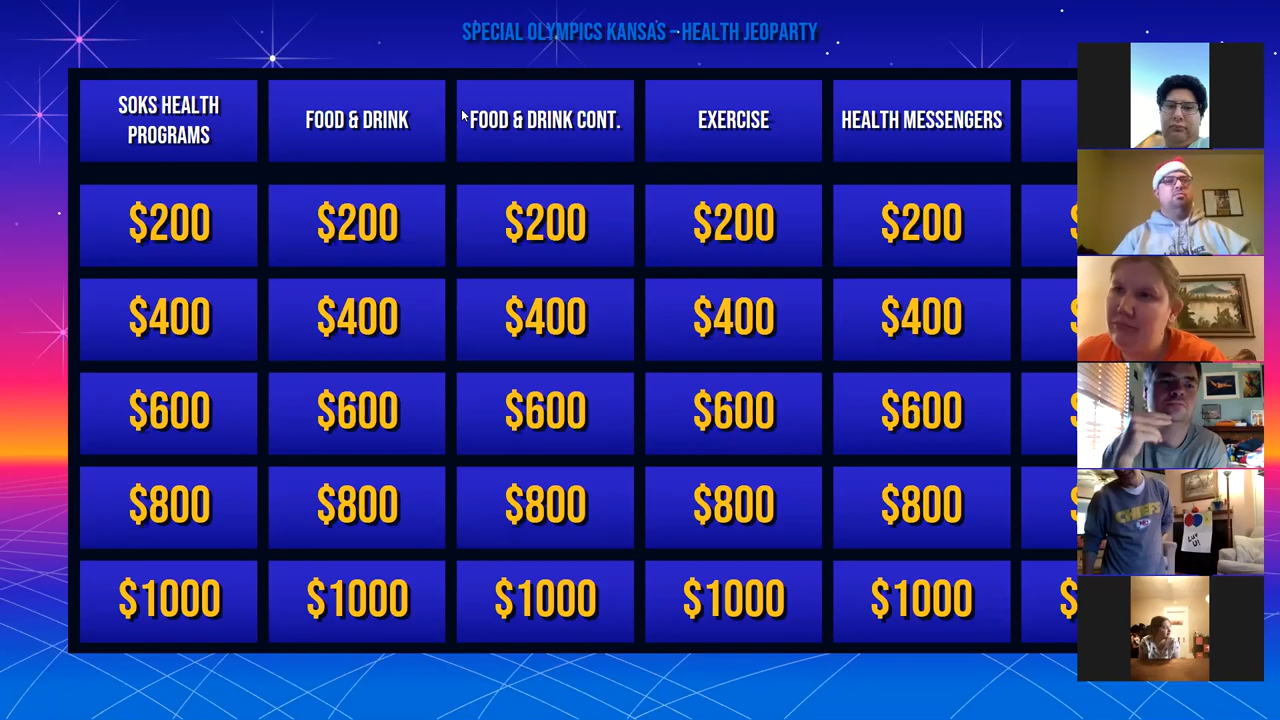 SPECIAL OLYMPICS KANSAS - HEALTH JEOPARTY
SOKS HEALTH
PROGRAMS
FOOD & DRINK
FOOD & DRINK CONT.
EXERCISE
HEALTH MESSENGERS
$200 $200 $200 $200 $200 $
$400 $400 $400 $400 $400 $
$600 $600 $600 $600 $600 $
$800 $800 $800 $800 $800 $
$1000 $1000 $1000 $1000 $1000 $
CHIEFS
LUV
U!